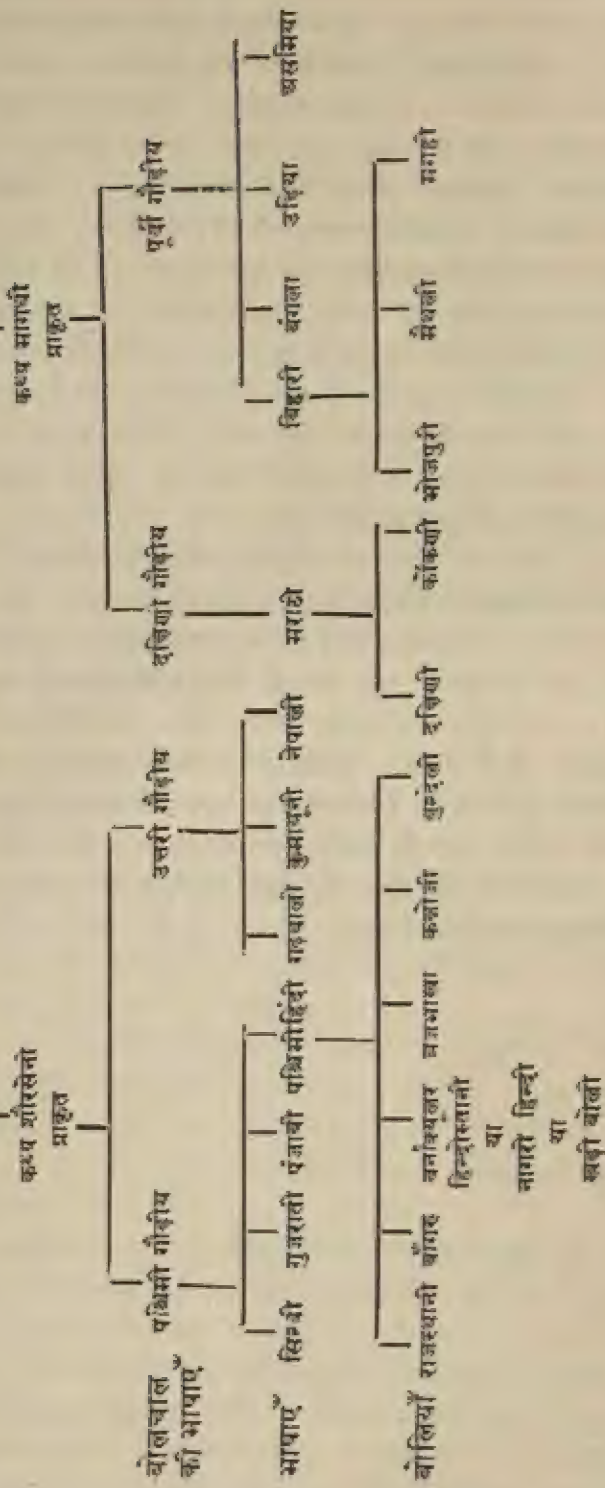 कथ्य शौरसेनी
प्राकृत
कथ्य मागधी
प्राकृत
बोलचाल
की भाषाएँ
पश्चिमी गौड़ीय
उत्तरी गौड़ीय
दक्षिणी गौड़ीय
पूर्वी गौड़ीय
भाषाएँ
सिन्धी गुजराती पंजाबी पश्चिमीहिंदी गढ़वाली कुमायूनी नेपाली मराठी बिहारी बंगला उड़िया असमिया
बोलियाँ
राजस्थानी बाँगरू वर्नाक्यूलर ब्रजभाखा कन्नोजी बुन्देली दक्षिणी कोंकणी भोजपुरी मैथली मगही
हिन्दोस्तानी
या
नागरी हिन्दी
या
खड़ी बोली